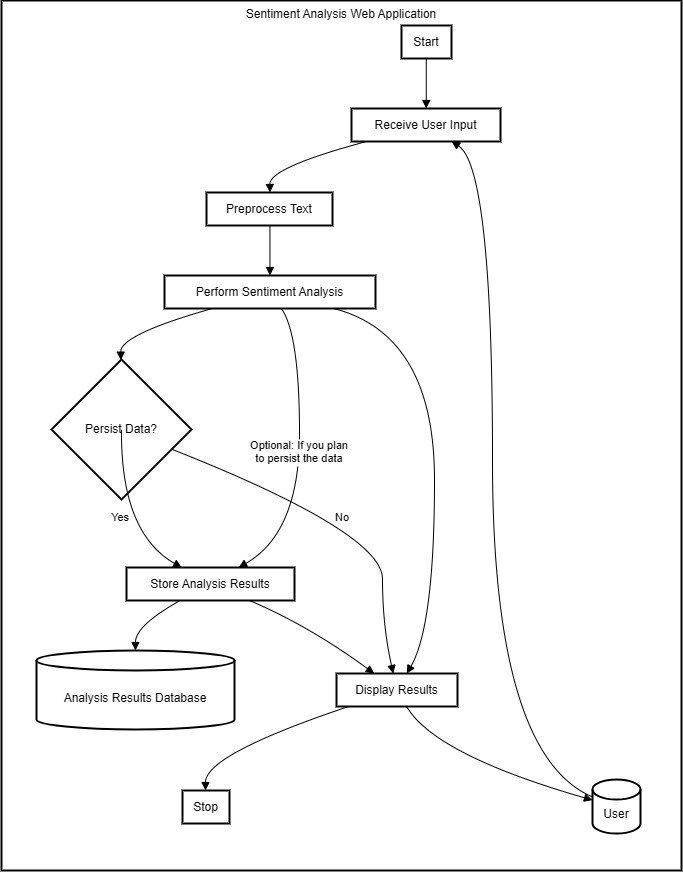 Sentiment Analysis Web Application
Start
Receive User Input
Preprocess Text
Perform Sentiment Analysis
Persist Data?
Optional: If you plan
to persist the data
Yes
No
Store Analysis Results
Analysis Results Database
Display Results
Stop
User